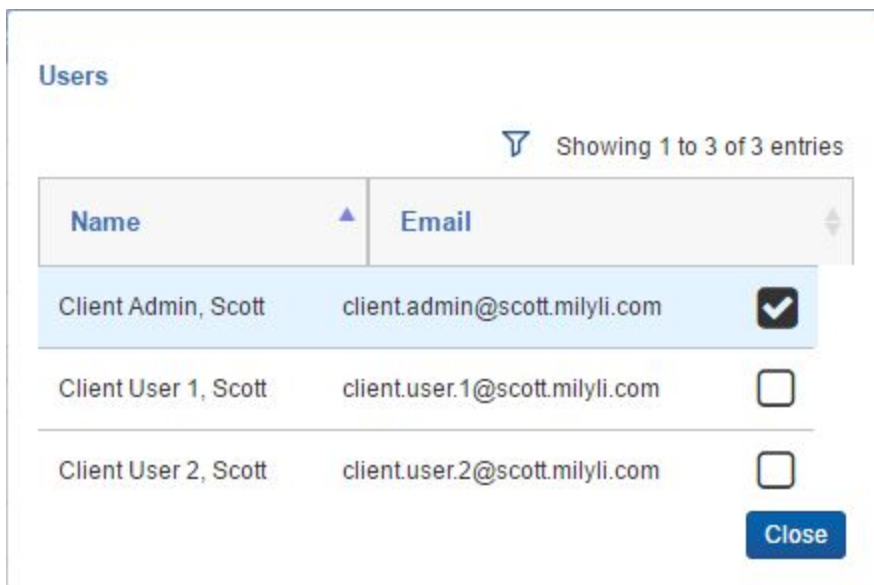 Users
Showing 1 to 3 of 3 entries
Name Email
Client Admin, Scott client.admin@scott.milyli.com
Client User 1, Scott client.user.1@scott.milyli.com
Client User 2, Scott client.user.2@scott.milyli.com
Close